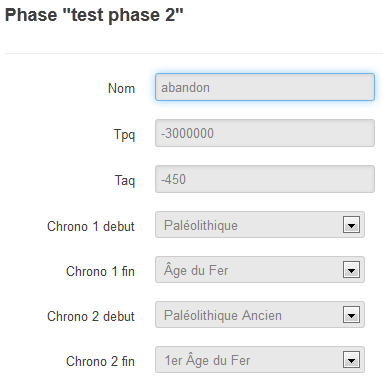 Phase "test phase 2"
Nom abandon
Tpq -3000000
Taq -450
Chrono 1 debut Paléolithique
Chrono 1 fin Âge du Fer
Chrono 2 debut Paléolithique Ancien
Chrono 2 fin 1er Âge du Fer